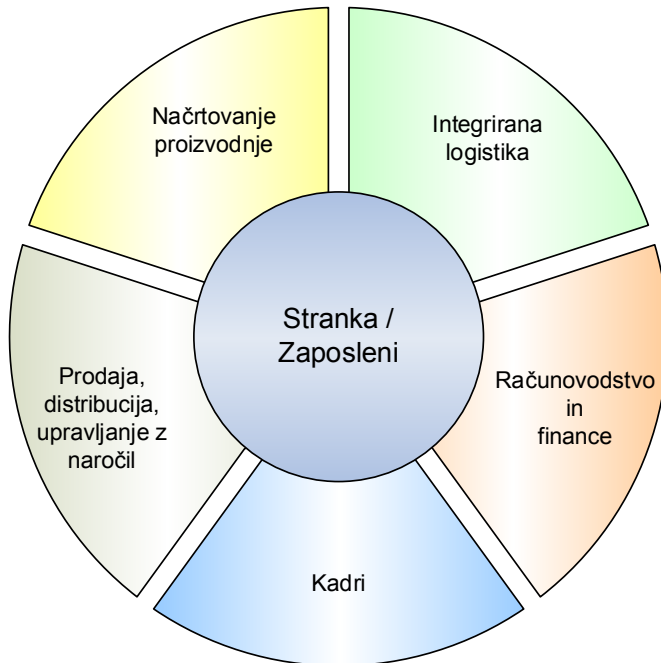 Načrtovanje
proizvodnje
Integrirana
logistika
Stranka /
Zaposleni
Prodaja,
distribucija,
upravljanje z
naročil
Računovodstvo
in
finance
Kadri